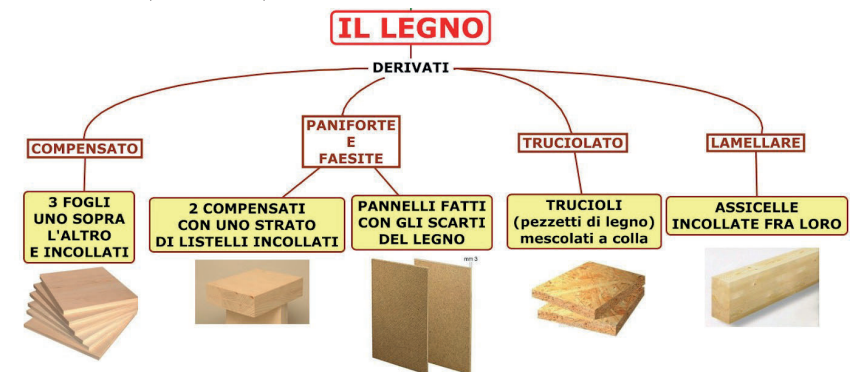 IL LEGNO
DERIVATI
COMPENSATO
PANIFORTE
E
FAESITE
TRUCIOLATO
LAMELLARE
3 FOGLI
UNO SOPRA
L'ALTRO
E INCOLLATI
2 COMPENSATI
CON UNO STRATO
DI LISTELLI INCOLLATI
PANNELLI FATTI
CON GLI SCARTI
DEL LEGNO
TRUCIOLI
(pezzetti di legno)
mescolati a colla
ASSICELLE
INCOLLATE FRA LORO
mm 3